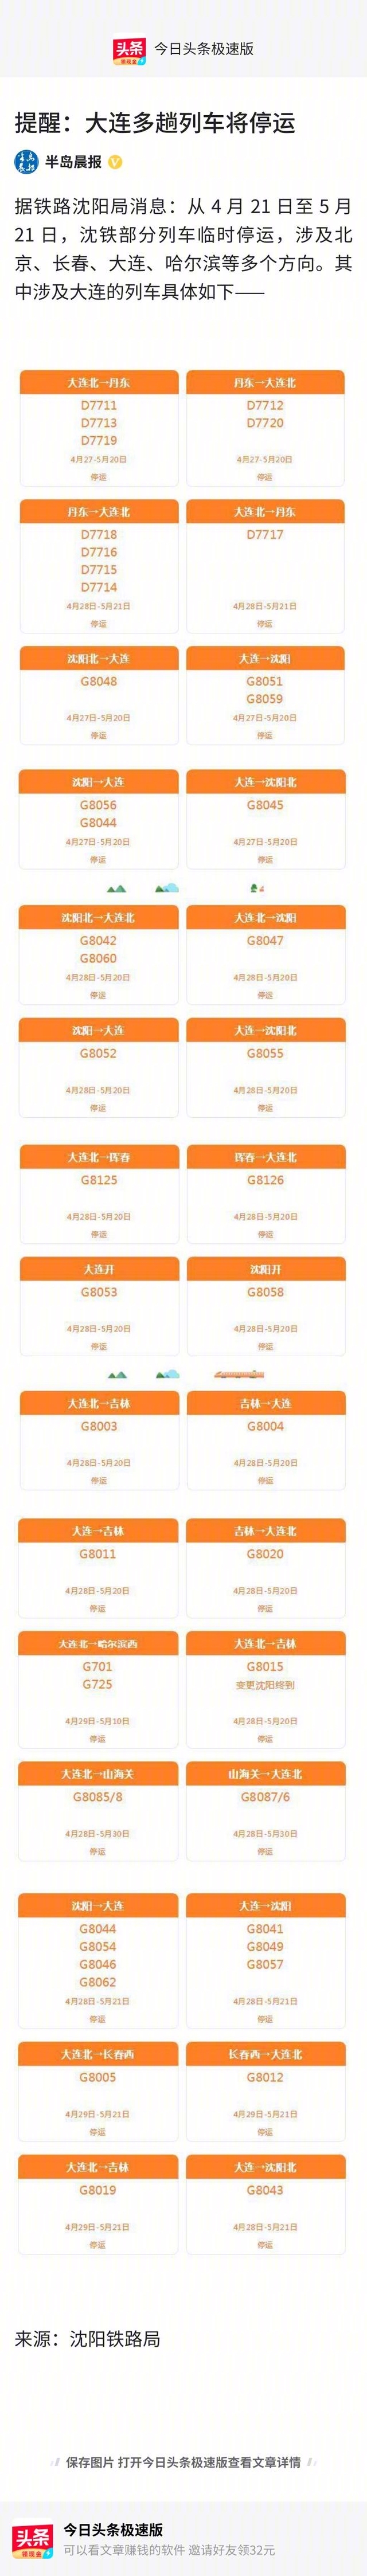 头条
领现金
今日头条极速版
提醒：大连多趟列车将停运
半岛晨报
据铁路沈阳局消息：从 4 月 21 日至 5 月
21 日，沈铁部分列车临时停运，涉及北
京、长春、大连、哈尔滨等多个方向。其
中涉及大连的列车具体如下——
大连北→丹东
D7711
D7713
D7719
4月27-5月20日
停运
丹东→大连北
D7712
D7720
4月27-5月20日
停运
丹东→大连北
D7718
D7716
D7715
D7714
4月28日-5月21日
停运
大连北→丹东
D7717
4月28日-5月21日
停运
沈阳北→大连
G8048
4月27日-5月20日
停运
大连→沈阳
G8051
G8059
4月27日-5月20日
停运
沈阳→大连
G8056
G8044
4月27日-5月20日
停运
大连→沈阳北
G8045
4月27日-5月20日
停运
沈阳北→大连北
G8042
G8060
4月28日-5月20日
停运
大连北→沈阳
G8047
4月28日-5月20日
停运
沈阳→大连
G8052
4月28日-5月20日
停运
大连→沈阳北
G8055
4月28日-5月20日
停运
大连北→珲春
G8125
4月28日-5月20日
停运
珲春→大连北
G8126
4月28日-5月20日
停运
大连开
G8053
4月28日-5月20日
停运
沈阳开
G8058
4月28日-5月20日
停运
大连北→吉林
G8003
4月28日-5月20日
停运
吉林→大连
G8004
4月28日-5月20日
停运
大连→吉林
G8011
4月28日-5月20日
停运
吉林→大连北
G8020
4月28日-5月20日
停运
大连北→哈尔滨西
G701
G725
4月29日-5月10日
停运
大连北→吉林
G8015
变更沈阳终到
4月28日-5月20日
停运
大连北→山海关
G8085/8
4月28日-5月30日
停运
山海关→大连北
G8087/6
4月28日-5月30日
停运
沈阳→大连
G8044
G8054
G8046
G8062
4月28日-5月21日
停运
大连→沈阳
G8041
G8049
G8057
4月28日-5月21日
停运
大连北→长春西
G8005
4月29日-5月21日
停运
长春西→大连北
G8012
4月29日-5月21日
停运
大连北→吉林
G8019
4月29日-5月21日
停运
大连→沈阳北
G8043
4月28日-5月21日
停运
来源：沈阳铁路局
保存图片 打开今日头条极速版查看文章详情
头条
领现金
今日头条极速版
可以看文章赚钱的软件 邀请好友领32元